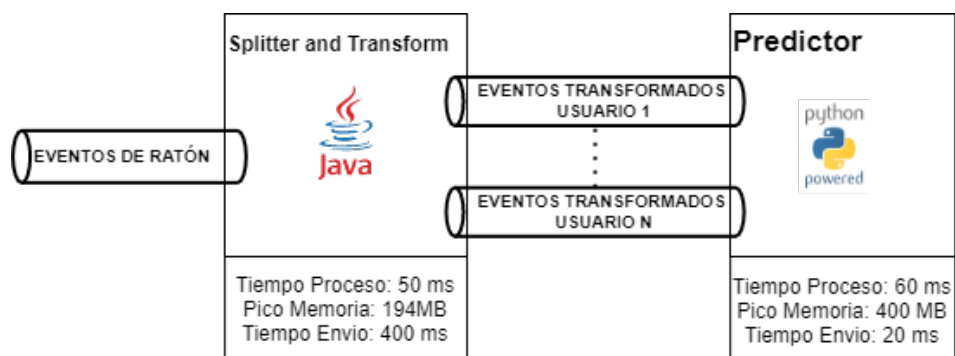 Splitter and Transform
Java
EVENTOS DE RATÓN
EVENTOS TRANSFORMADOS
USUARIO 1
EVENTOS TRANSFORMADOS
USUARIO N
Tiempo Proceso: 50 ms
Pico Memoria: 194MB
Tiempo Envio: 400 ms
Predictor
python
powered
Tiempo Proceso: 60 ms
Pico Memoria: 400 MB
Tiempo Envio: 20 ms